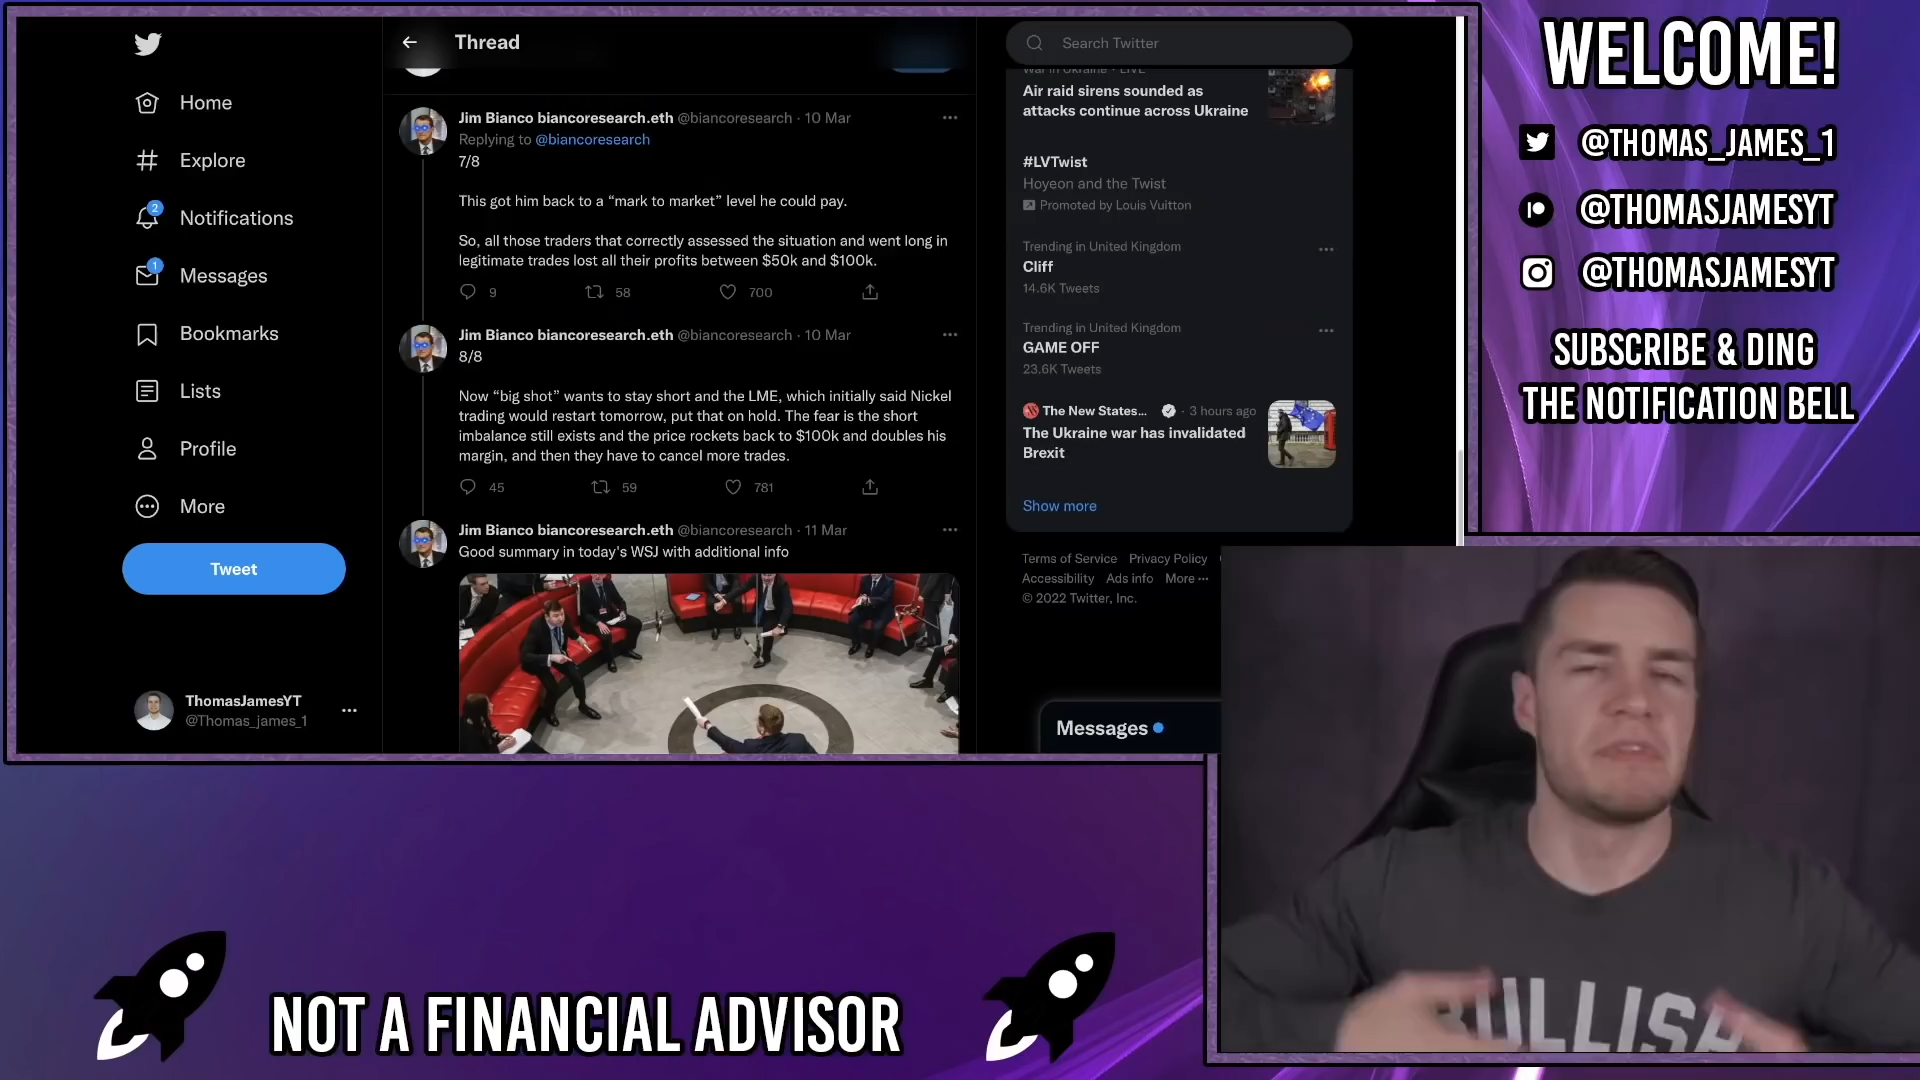 Home
Explore
2
Notifications
1
Messages
Bookmarks
Lists
Profile
More
Tweet
ThomasJamesYT
@Thomas_james_1
Thread
Jim Bianco biancoresearch.eth @biancoresearch · 10 Mar
Replying to @biancoresearch
7/8
This got him back to a “mark to market” level he could pay.
So, all those traders that correctly assessed the situation and went long in
legitimate trades lost all their profits between $50k and $100k.
9 58 700
Jim Bianco biancoresearch.eth @biancoresearch · 10 Mar
8/8
Now “big shot” wants to stay short and the LME, which initially said Nickel
trading would restart tomorrow, put that on hold. The fear is the short
imbalance still exists and the price rockets back to $100k and doubles his
margin, and then they have to cancel more trades.
45 59 781
Jim Bianco biancoresearch.eth @biancoresearch · 11 Mar
Good summary in today's WSJ with additional info
Search Twitter
War in Ukraine · LIVE
Air raid sirens sounded as
attacks continue across Ukraine
#LVTwist
Hoyeon and the Twist
Promoted by Louis Vuitton
Trending in United Kingdom
Cliff
14.6K Tweets
Trending in United Kingdom
GAME OFF
23.6K Tweets
The New States... · 3 hours ago
The Ukraine war has invalidated
Brexit
Show more
Terms of Service Privacy Policy
Accessibility Ads info More ...
© 2022 Twitter, Inc.
Messages
WELCOME!
@THOMAS_JAMES_1
@THOMASJAMESYT
@THOMASJAMESYT
SUBSCRIBE & DING
THE NOTIFICATION BELL
BULLISH
NOT A FINANCIAL ADVISOR